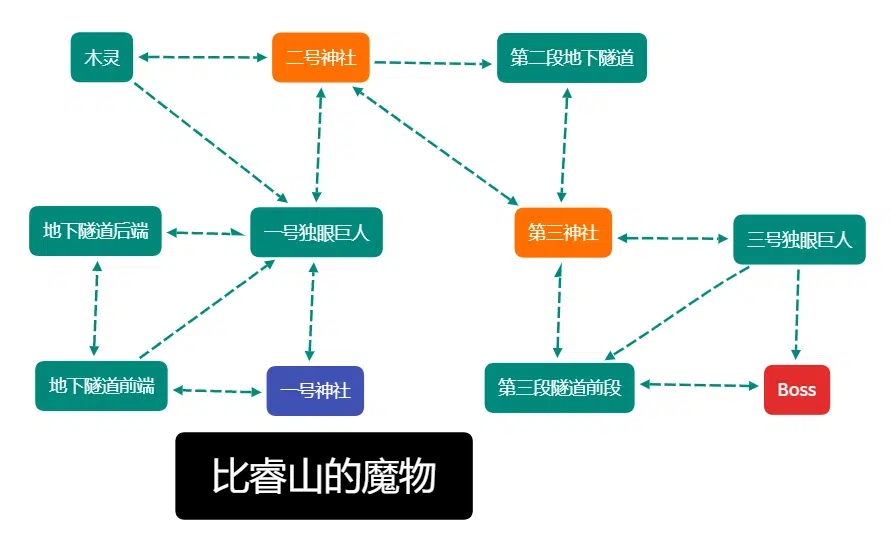 木灵
二号神社
第二段地下隧道
地下隧道后端
一号独眼巨人
第三神社
三号独眼巨人
地下隧道前端
一号神社
第三段隧道前段
Boss
比睿山的魔物